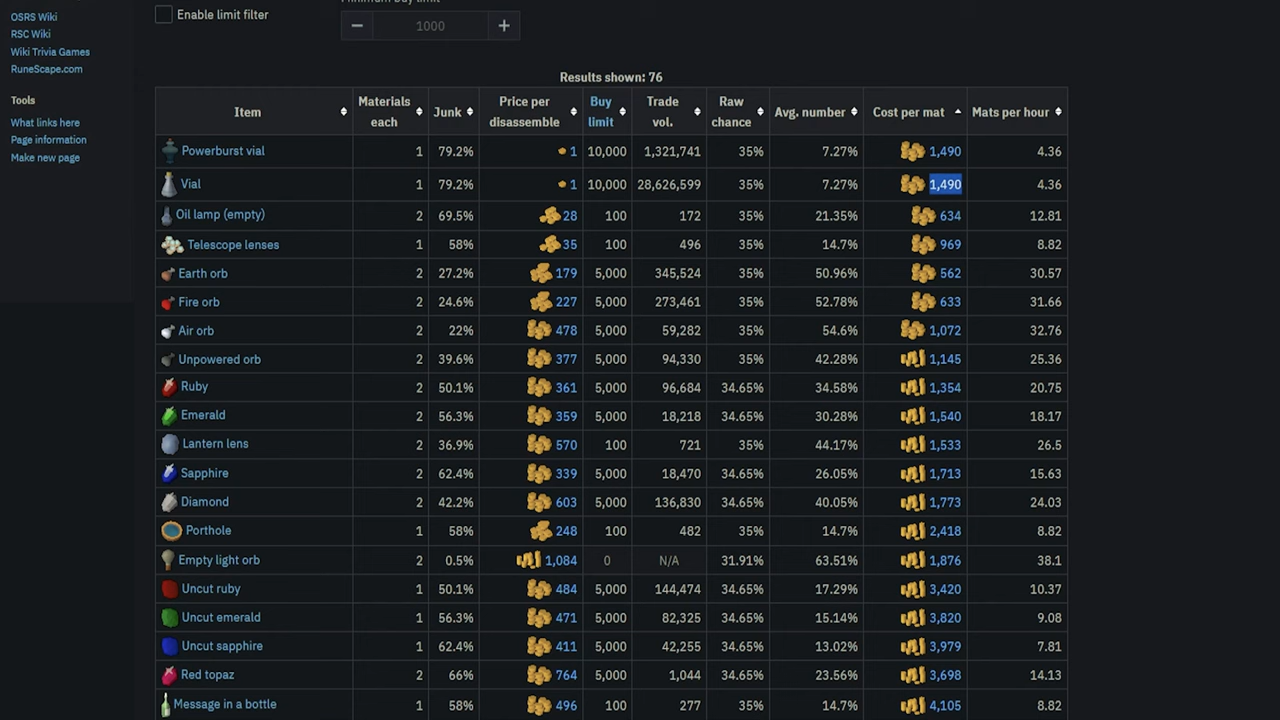 OSRS Wiki
RSC Wiki
Wiki Trivia Games
RuneScape.com
Tools
What links here
Page information
Make new page
Enable limit filter
− 1000 +
Results shown: 76
Item Materials each Junk Price per disassemble Buy limit Trade vol. Raw chance Avg. number Cost per mat Mats per hour
Powerburst vial 1 79.2% 1 10,000 1,321,741 35% 7.27% 1,490 4.36
Vial 1 79.2% 1 10,000 28,626,599 35% 7.27% 1,490 4.36
Oil lamp (empty) 2 69.5% 28 100 172 35% 21.35% 634 12.81
Telescope lenses 1 58% 35 100 496 35% 14.7% 969 8.82
Earth orb 2 27.2% 179 5,000 345,524 35% 50.96% 562 30.57
Fire orb 2 24.6% 227 5,000 273,461 35% 52.78% 633 31.66
Air orb 2 22% 478 5,000 59,282 35% 54.6% 1,072 32.76
Unpowered orb 2 39.6% 377 5,000 94,330 35% 42.28% 1,145 25.36
Ruby 2 50.1% 361 5,000 96,684 34.65% 34.58% 1,354 20.75
Emerald 2 56.3% 359 5,000 18,218 34.65% 30.28% 1,540 18.17
Lantern lens 2 36.9% 570 100 721 35% 44.17% 1,533 26.5
Sapphire 2 62.4% 339 5,000 18,470 34.65% 26.05% 1,713 15.63
Diamond 2 42.2% 603 5,000 136,830 34.65% 40.05% 1,773 24.03
Porthole 1 58% 248 100 482 35% 14.7% 2,418 8.82
Empty light orb 2 0.5% 1,084 0 N/A 31.91% 63.51% 1,876 38.1
Uncut ruby 1 50.1% 484 5,000 144,474 34.65% 17.29% 3,420 10.37
Uncut emerald 1 56.3% 471 5,000 82,325 34.65% 15.14% 3,820 9.08
Uncut sapphire 1 62.4% 411 5,000 42,255 34.65% 13.02% 3,979 7.81
Red topaz 2 66% 764 5,000 1,044 34.65% 23.56% 3,698 14.13
Message in a bottle 1 58% 496 100 277 35% 14.7% 4,105 8.82